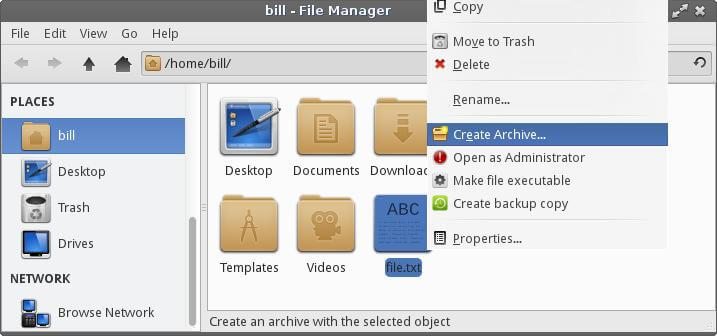 bill - File Manager
File Edit View Go Help
/home/bill/
PLACES
bill
Desktop
Trash
Drives
NETWORK
Browse Network
Desktop Documents
Templates Videos
ABC
file.txt
Copy
Move to Trash
Delete
Rename...
Create Archive...
Open as Administrator
Make file executable
Create backup copy
Properties...
Create an archive with the selected object